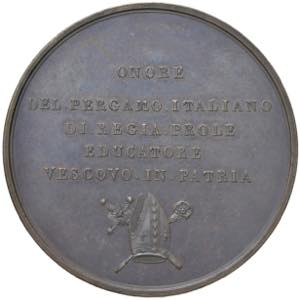 ONORE
DEL·PERGAMO·ITALIANO
DI·REGIA·PROLE
EDUCATORE
VESCOVO·IN·PATRIA